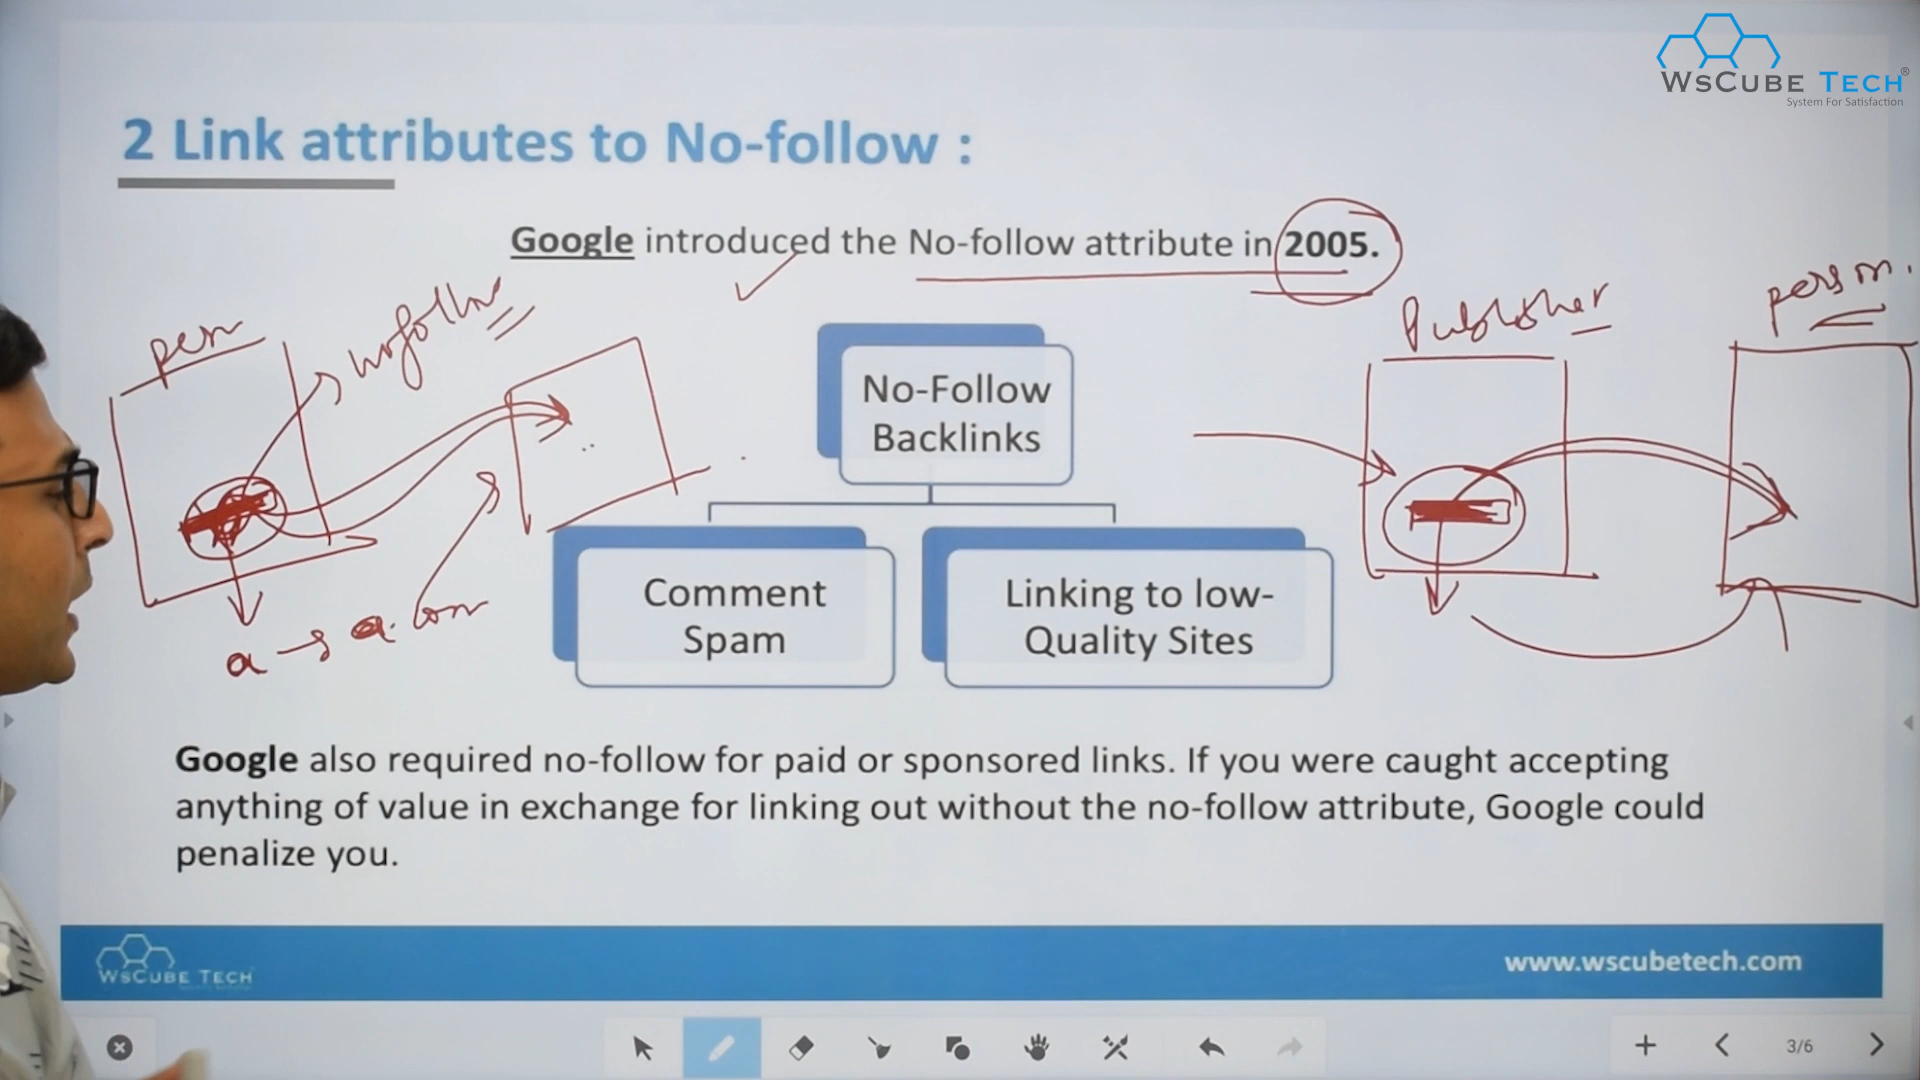 WsCube Tech®
System For Satisfaction
2 Link attributes to No-follow :
Google introduced the No-follow attribute in 2005.
nofollow
Publisher
person.
No-Follow
Backlinks
Comment
Spam
Linking to low-
Quality Sites
a → a.com
Google also required no-follow for paid or sponsored links. If you were caught accepting
anything of value in exchange for linking out without the no-follow attribute, Google could
penalize you.
WsCube Tech
www.wscubetech.com
3/6